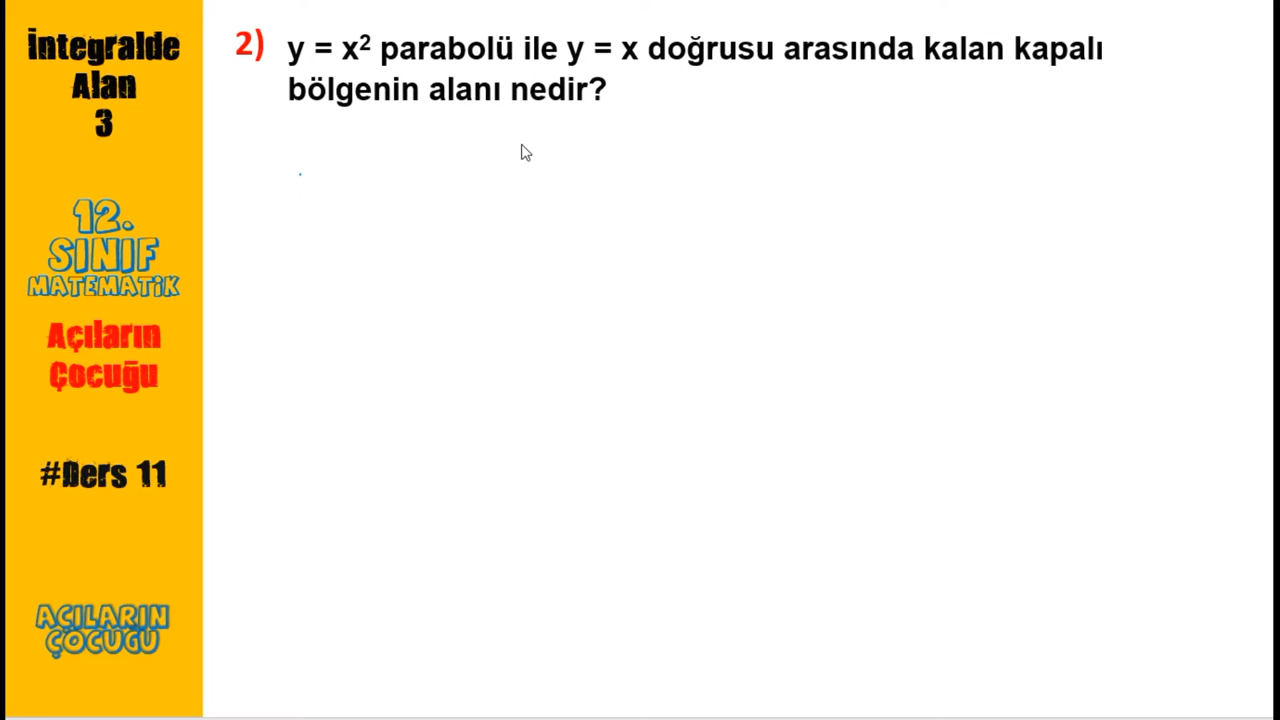 İntegralde
Alan
3
12.
SINIF
MATEMATİK
Açıların
Çocuğu
#Ders 11
AÇILARIN
ÇOCUĞU
2) y = x² parabolü ile y = x doğrusu arasında kalan kapalı
bölgenin alanı nedir?